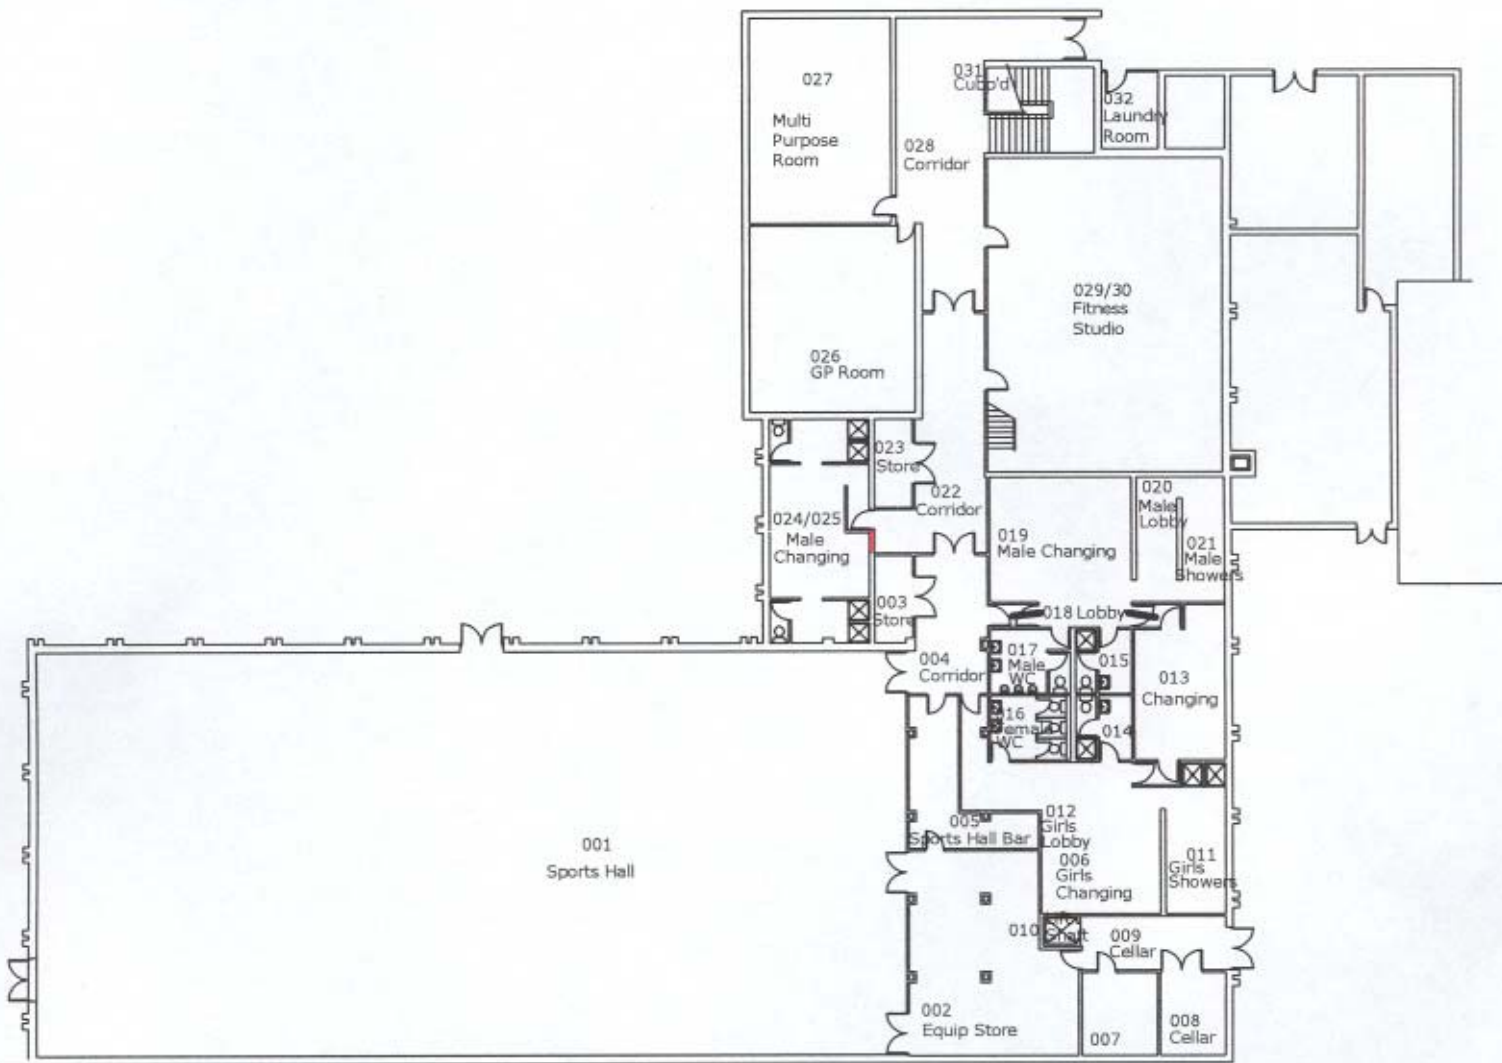 027
Multi
Purpose
Room
031
Cupb'd
032
Laundry
Room
028
Corridor
029/30
Fitness
Studio
026
GP Room
023
Store
022
Corridor
024/025
Male
Changing
020
Male
Lobby
019
Male Changing
021
Male
Showers
003
Store
018 Lobby
004
Corridor
017
Male
WC
015
013
Changing
016
Female
WC
014
005
Sports Hall Bar
012
Girls
Lobby
006
Girls
Changing
011
Girls
Showers
001
Sports Hall
010
Lift
Shaft
009
Cellar
002
Equip Store
007
008
Cellar